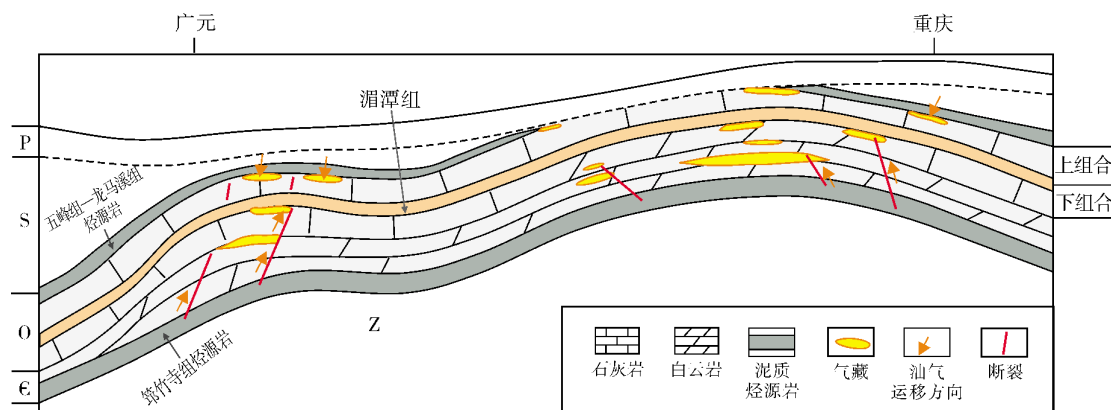 广元
重庆
湄潭组
P
S
O
Є
五峰组—龙马溪组
烃源岩
筇竹寺组烃源岩
Z
上组合
下组合
石灰岩
白云岩
泥质
烃源岩
气藏
油气
运移方向
断裂